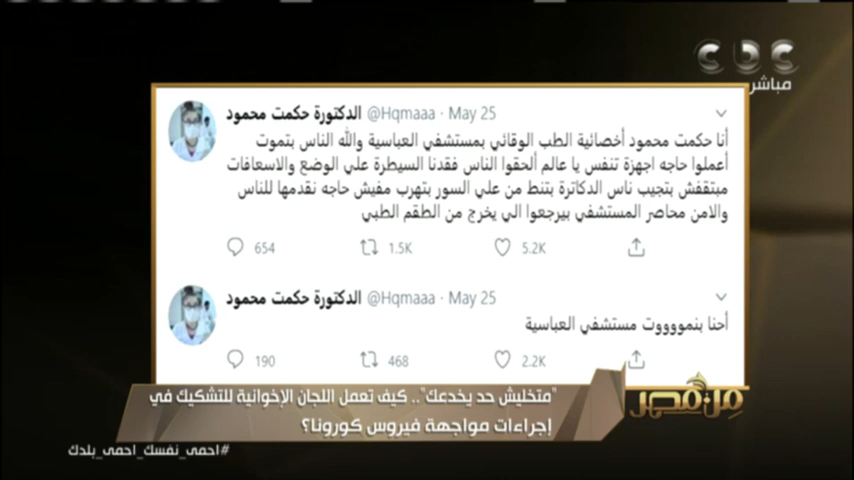 cbc
مباشر
الدكتورة حكمت محمود @Hqmaaa · May 25
أنا حكمت محمود أخصائية الطب الوقائي بمستشفي العباسية والله الناس بتموت
أعملوا حاجه اجهزة تنفس يا عالم ألحقوا الناس فقدنا السيطرة علي الوضع والاسعافات
مبتقفش بتجيب ناس الدكاترة بتنط من علي السور بتهرب مفيش حاجه نقدمها للناس
والامن محاصر المستشفي بيرجعوا الي يخرج من الطقم الطبي
654 1.5K 5.2K
الدكتورة حكمت محمود @Hqmaaa · May 25
أحنا بنموووووت مستشفي العباسية
190 468 2.2K
"متخليش حد يخدعك".. كيف تعمل اللجان الإخوانية للتشكيك في
إجراءات مواجهة فيروس كورونا؟
من مصر
#احمى_نفسك_احمى_بلدك